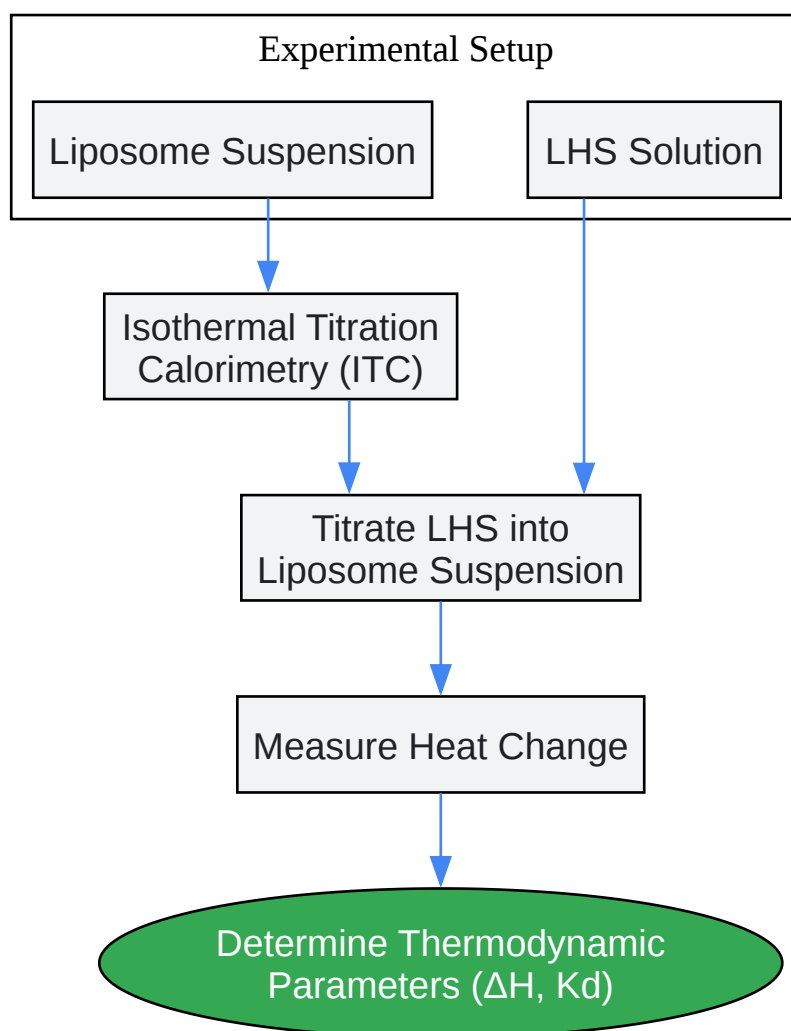 Experimental Setup
Liposome Suspension
LHS Solution
Isothermal Titration
Calorimetry (ITC)
Titrate LHS into
Liposome Suspension
Measure Heat Change
Determine Thermodynamic
Parameters (ΔH, Kd)